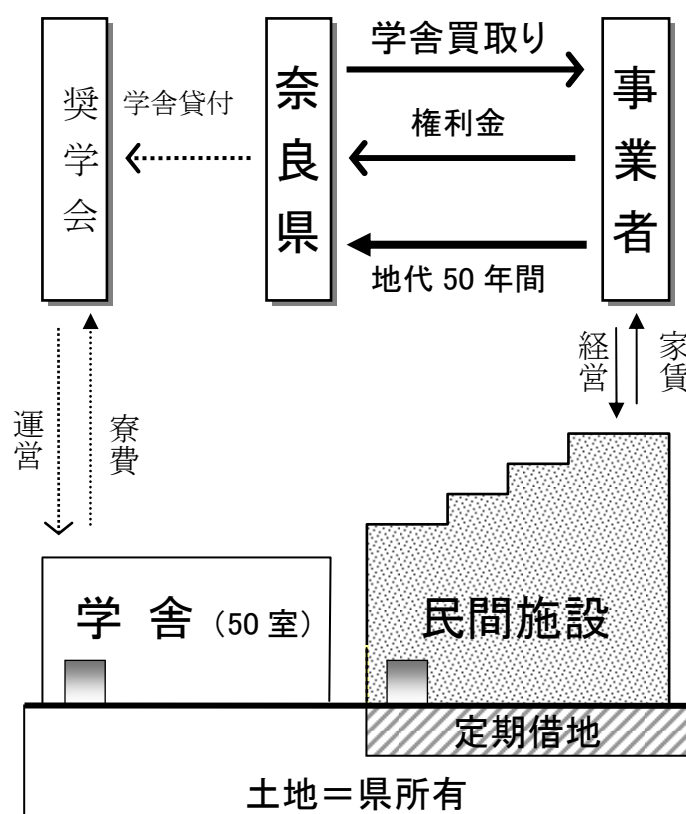 学舎買取り
奨学会
学舎貸付
奈良県
権利金
事業者
地代 50 年間
運営
寮費
経営
家賃
学 舎 (50 室)
民間施設
定期借地
土地＝県所有